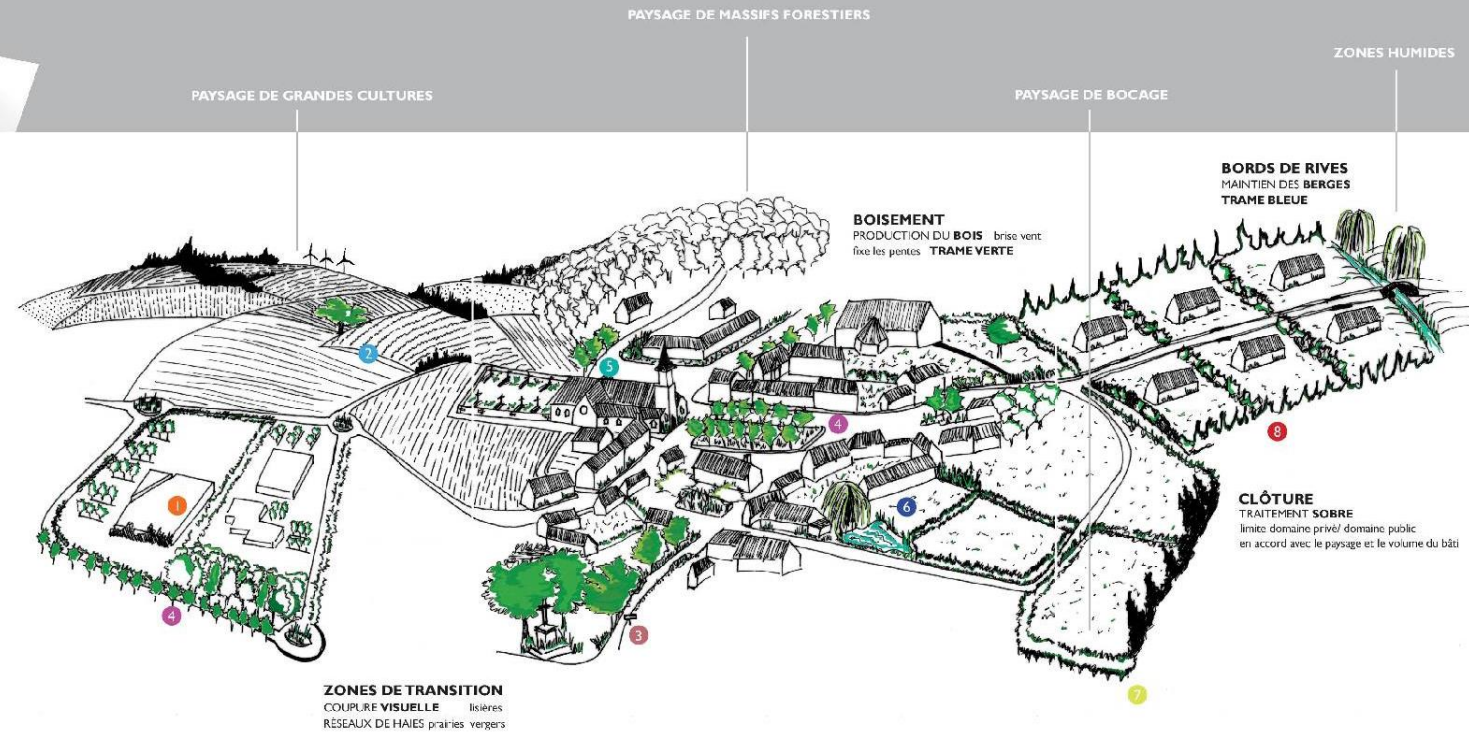 PAYSAGE DE MASSIFS FORESTIERS
ZONES HUMIDES
PAYSAGE DE GRANDES CULTURES
PAYSAGE DE BOCAGE
BORDS DE RIVES
MAINTIEN DES BERGES
TRAME BLEUE
BOISEMENT
PRODUCTION DU BOIS brise vent
fixe les pentes TRAME VERTE
2
5
4
8
1
6
CLÔTURE
TRAITEMENT SOBRE
limite domaine privé/ domaine public
en accord avec le paysage et le volume du bâti
4
3
7
ZONES DE TRANSITION
COUPURE VISUELLE lisières
RÉSEAUX DE HAIES prairies vergers